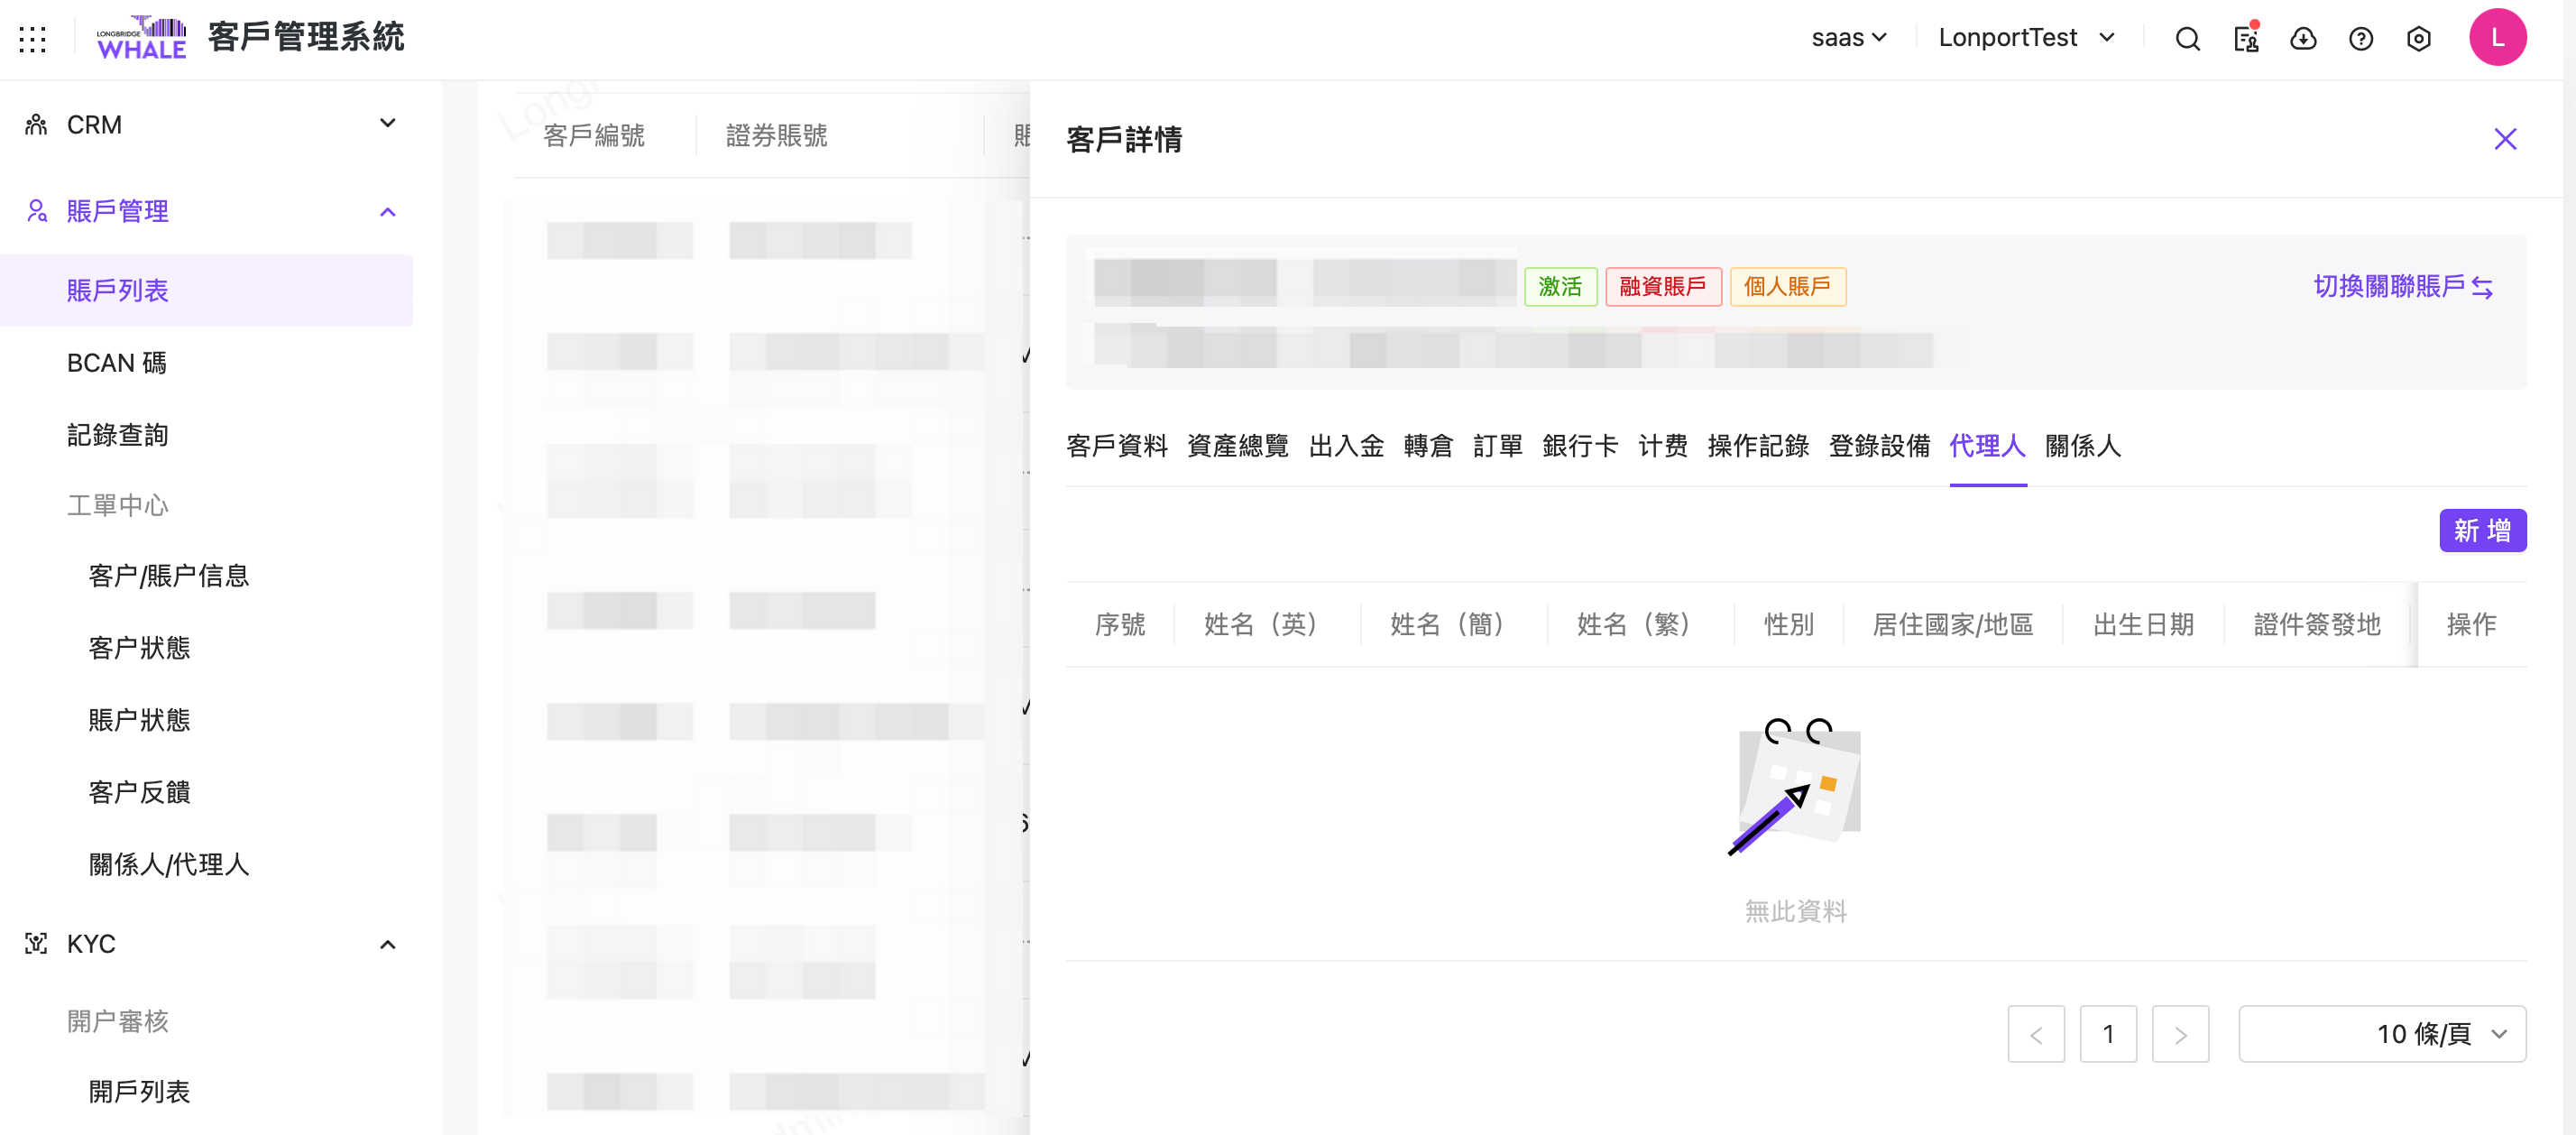 LONGBRIDGE
WHALE
客戶管理系統
saas
LonportTest
L
CRM
賬戶管理
賬戶列表
BCAN 碼
記錄查詢
工單中心
客户/賬户信息
客户狀態
賬户狀態
客户反饋
關係人/代理人
KYC
開户審核
開戶列表
客戶編號
證券賬號
客戶詳情
激活
融資賬戶
個人賬戶
切換關聯賬戶
客戶資料 資產總覽 出入金 轉倉 訂單 銀行卡 计费 操作記錄 登錄設備 代理人 關係人
新 增
序號 姓名（英） 姓名（簡） 姓名（繁） 性別 居住國家/地區 出生日期 證件簽發地 操作
無此資料
1
10 條/頁